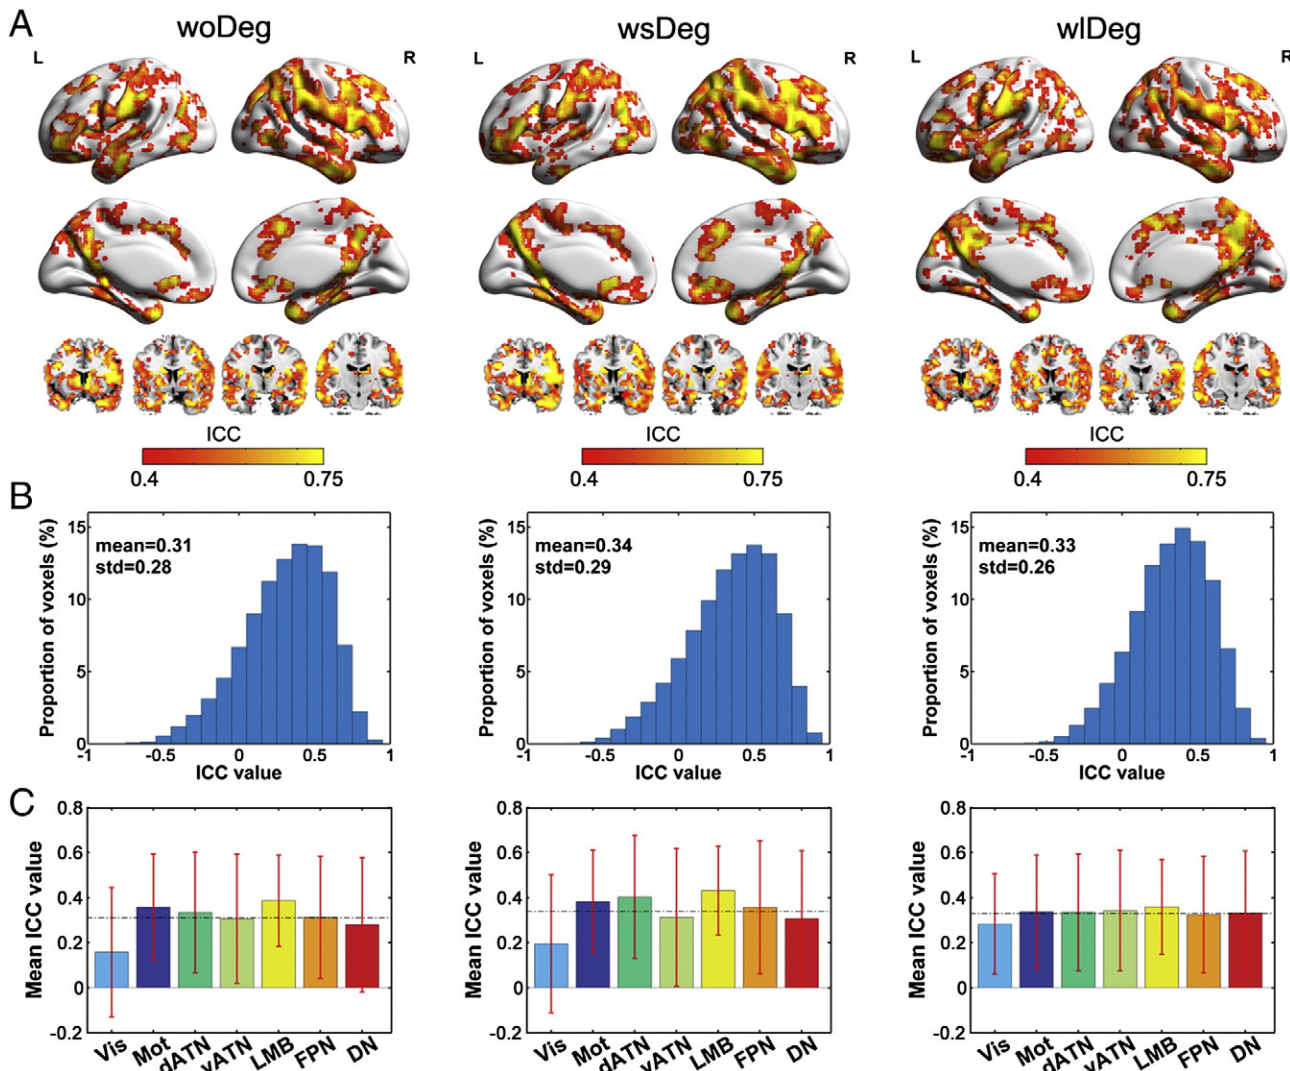 A
woDeg
wsDeg
wlDeg
L
R
L
R
L
R
ICC
ICC
ICC
0.4
0.75
0.4
0.75
0.4
0.75
B
Proportion of voxels (%)
15
10
5
0
mean=0.31
std=0.28
-1
-0.5
0
0.5
1
ICC value
Proportion of voxels (%)
15
10
5
0
mean=0.34
std=0.29
-1
-0.5
0
0.5
1
ICC value
Proportion of voxels (%)
15
10
5
0
mean=0.33
std=0.26
-1
-0.5
0
0.5
1
ICC value
C
Mean ICC value
0.8
0.6
0.4
0.2
0
-0.2
Vis
Mot
dATN
vATN
LMB
FPN
DN
Mean ICC value
0.8
0.6
0.4
0.2
0
-0.2
Vis
Mot
dATN
vATN
LMB
FPN
DN
Mean ICC value
0.8
0.6
0.4
0.2
0
-0.2
Vis
Mot
dATN
vATN
LMB
FPN
DN